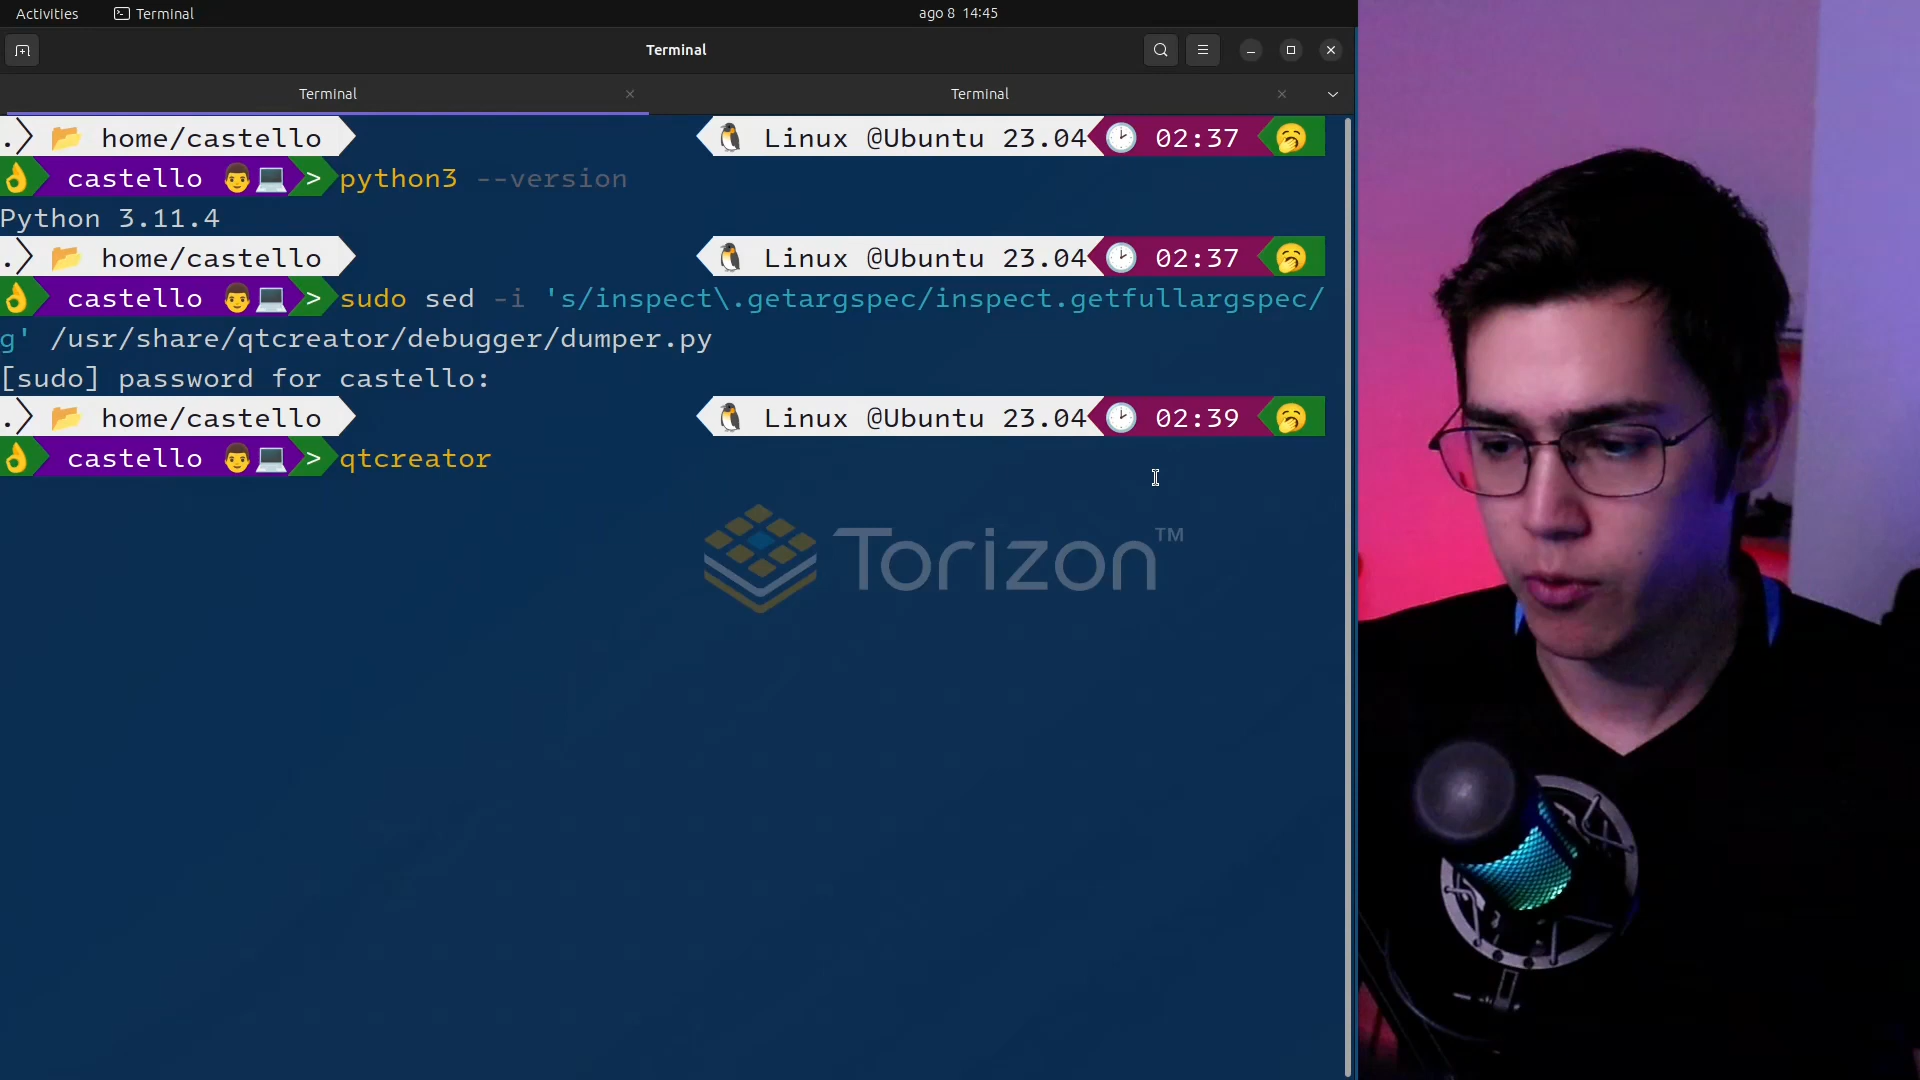 Activities Terminal ago 8 14:45
Terminal
Terminal Terminal
.> home/castello Linux @Ubuntu 23.04 02:37
castello > python3 --version
Python 3.11.4
.> home/castello Linux @Ubuntu 23.04 02:37
castello > sudo sed -i 's/inspect\.getargspec/inspect.getfullargspec/
g' /usr/share/qtcreator/debugger/dumper.py
[sudo] password for castello:
.> home/castello Linux @Ubuntu 23.04 02:39
castello > qtcreator
Torizon™